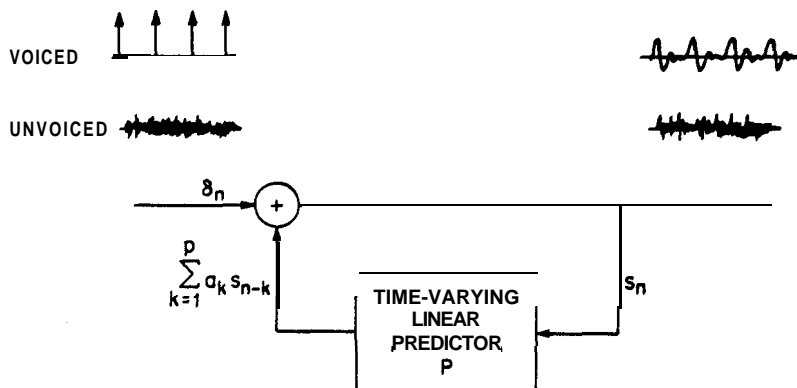 VOICED
UNVOICED
δₙ
+
p
∑ aₖ sₙ₋ₖ
k=1
sₙ
TIME-VARYING
LINEAR
PREDICTOR
P